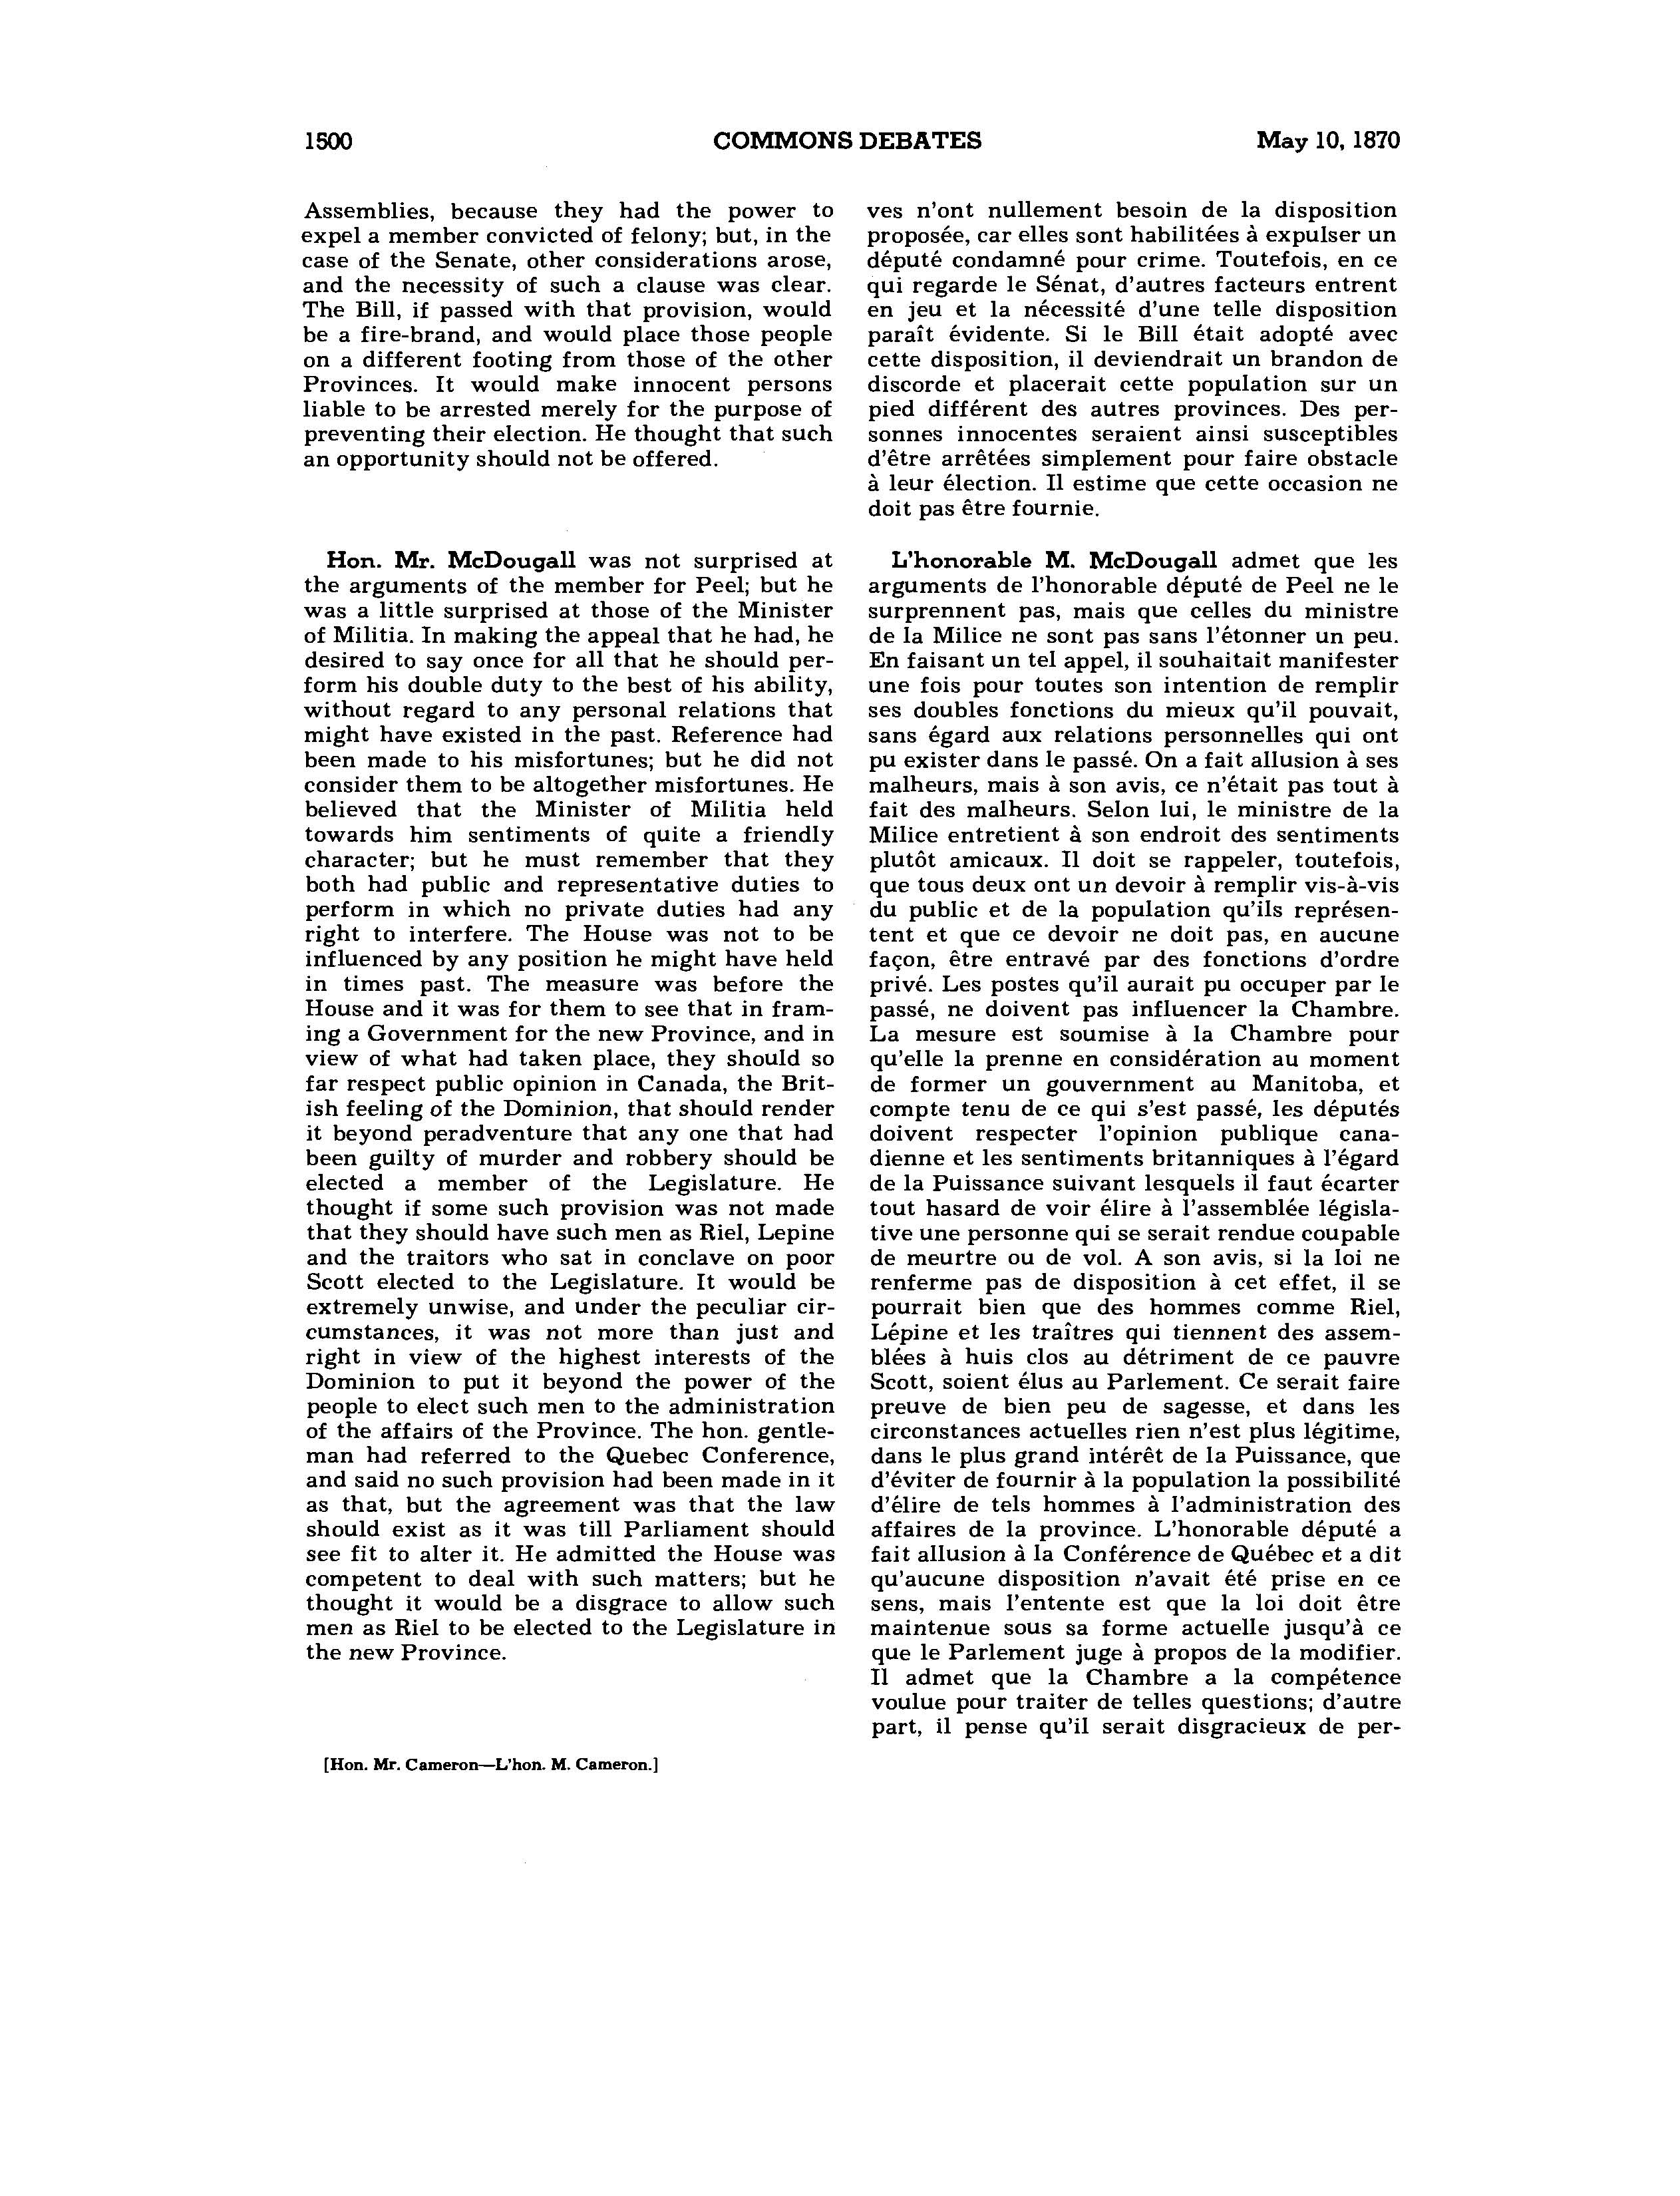 1500
COMMONS DEBATES
May 10, 1870
Assemblies, because they had the power to
expel a member convicted of felony; but, in the
case of the Senate, other considerations arose,
and the necessity of such a clause was clear.
The Bill, if passed with that provision, would
be a fire-brand, and would place those people
on a different footing from those of the other
Provinces. It would make innocent persons
liable to be arrested merely for the purpose of
preventing their election. He thought that such
an opportunity should not be offered.
Hon. Mr. McDougall was not surprised at
the arguments of the member for Peel; but he
was a little surprised at those of the Minister
of Militia. In making the appeal that he had, he
desired to say once for all that he should per-
form his double duty to the best of his ability,
without regard to any personal relations that
might have existed in the past. Reference had
been made to his misfortunes; but he did not
consider them to be altogether misfortunes. He
believed that the Minister of Militia held
towards him sentiments of quite a friendly
character; but he must remember that they
both had public and representative duties to
perform in which no private duties had any
right to interfere. The House was not to be
influenced by any position he might have held
in times past. The measure was before the
House and it was for them to see that in fram-
ing a Government for the new Province, and in
view of what had taken place, they should so
far respect public opinion in Canada, the Brit-
ish feeling of the Dominion, that should render
it beyond peradventure that any one that had
been guilty of murder and robbery should be
elected a member of the Legislature. He
thought if some such provision was not made
that they should have such men as Riel, Lepine
and the traitors who sat in conclave on poor
Scott elected to the Legislature. It would be
extremely unwise, and under the peculiar cir-
cumstances, it was not more than just and
right in view of the highest interests of the
Dominion to put it beyond the power of the
people to elect such men to the administration
of the affairs of the Province. The hon. gentle-
man had referred to the Quebec Conference,
and said no such provision had been made in it
as that, but the agreement was that the law
should exist as it was till Parliament should
see fit to alter it. He admitted the House was
competent to deal with such matters; but he
thought it would be a disgrace to allow such
men as Riel to be elected to the Legislature in
the new Province.
ves n'ont nullement besoin de la disposition
proposée, car elles sont habilitées à expulser un
député condamné pour crime. Toutefois, en ce
qui regarde le Sénat, d'autres facteurs entrent
en jeu et la nécessité d'une telle disposition
paraît évidente. Si le Bill était adopté avec
cette disposition, il deviendrait un brandon de
discorde et placerait cette population sur un
pied différent des autres provinces. Des per-
sonnes innocentes seraient ainsi susceptibles
d'être arrêtées simplement pour faire obstacle
à leur élection. Il estime que cette occasion ne
doit pas être fournie.
L'honorable M. McDougall admet que les
arguments de l'honorable député de Peel ne le
surprennent pas, mais que celles du ministre
de la Milice ne sont pas sans l'étonner un peu.
En faisant un tel appel, il souhaitait manifester
une fois pour toutes son intention de remplir
ses doubles fonctions du mieux qu'il pouvait,
sans égard aux relations personnelles qui ont
pu exister dans le passé. On a fait allusion à ses
malheurs, mais à son avis, ce n'était pas tout à
fait des malheurs. Selon lui, le ministre de la
Milice entretient à son endroit des sentiments
plutôt amicaux. Il doit se rappeler, toutefois,
que tous deux ont un devoir à remplir vis-à-vis
du public et de la population qu'ils représen-
tent et que ce devoir ne doit pas, en aucune
façon, être entravé par des fonctions d'ordre
privé. Les postes qu'il aurait pu occuper par le
passé, ne doivent pas influencer la Chambre.
La mesure est soumise à la Chambre pour
qu'elle la prenne en considération au moment
de former un gouvernment au Manitoba, et
compte tenu de ce qui s'est passé, les députés
doivent respecter l'opinion publique cana-
dienne et les sentiments britanniques à l'égard
de la Puissance suivant lesquels il faut écarter
tout hasard de voir élire à l'assemblée législa-
tive une personne qui se serait rendue coupable
de meurtre ou de vol. A son avis, si la loi ne
renferme pas de disposition à cet effet, il se
pourrait bien que des hommes comme Riel,
Lépine et les traîtres qui tiennent des assem-
blées à huis clos au détriment de ce pauvre
Scott, soient élus au Parlement. Ce serait faire
preuve de bien peu de sagesse, et dans les
circonstances actuelles rien n'est plus légitime,
dans le plus grand intérêt de la Puissance, que
d'éviter de fournir à la population la possibilité
d'élire de tels hommes à l'administration des
affaires de la province. L'honorable député a
fait allusion à la Conférence de Québec et a dit
qu'aucune disposition n'avait été prise en ce
sens, mais l'entente est que la loi doit être
maintenue sous sa forme actuelle jusqu'à ce
que le Parlement juge à propos de la modifier.
Il admet que la Chambre a la compétence
voulue pour traiter de telles questions; d'autre
part, il pense qu'il serait disgracieux de per-
[Hon. Mr. Cameron—L'hon. M. Cameron.]